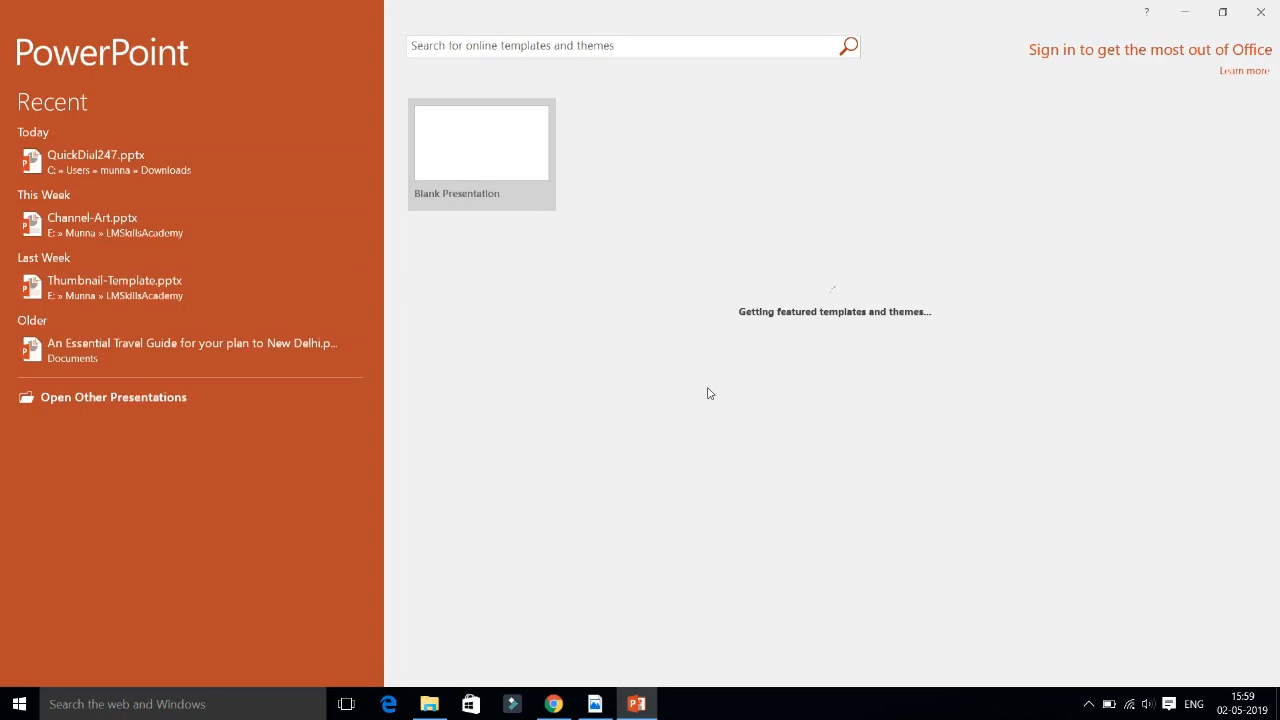 PowerPoint
Recent
Today
QuickDial247.pptx
C: » Users » munna » Downloads
This Week
Channel-Art.pptx
E: » Munna » LMSkillsAcademy
Last Week
Thumbnail-Template.pptx
E: » Munna » LMSkillsAcademy
Older
An Essential Travel Guide for your plan to New Delhi.p...
Documents
Open Other Presentations
Search for online templates and themes
Sign in to get the most out of Office
Learn more
Blank Presentation
Getting featured templates and themes...
Search the web and Windows
ENG
15:59
02-05-2019